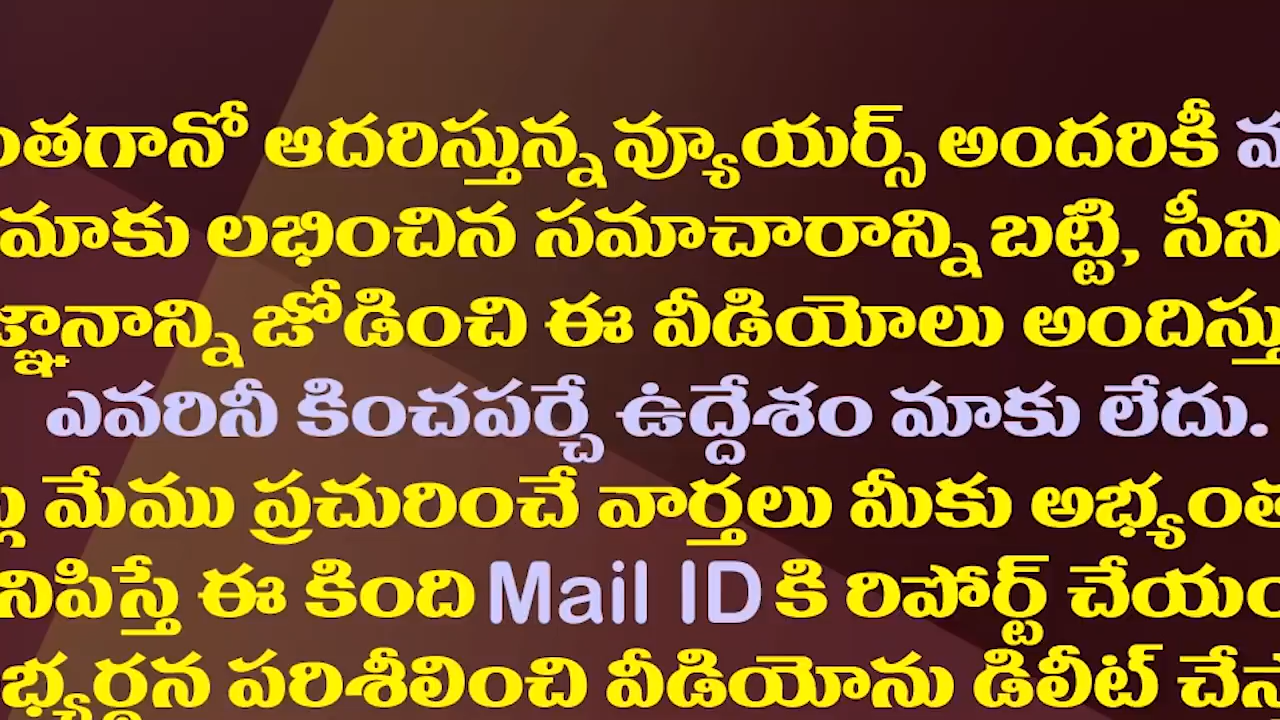 ంతగానో ఆదరిస్తున్న వ్యూయర్స్ అందరికీ
మాకు లభించిన సమాచారాన్ని బట్టి, సీని
జ్ఞానాన్ని జోడించి ఈ వీడియోలు అందిస్తు
ఎవరినీ కించపర్చే ఉద్దేశం మాకు లేదు.
మేము ప్రచురించే వార్తలు మీకు అభ్యంత
నిపిస్తే ఈ కింది Mail ID కి రిపోర్ట్ చేయం
భ్యర్థన పరిశీలించి వీడియోను డిలీట్ చేస